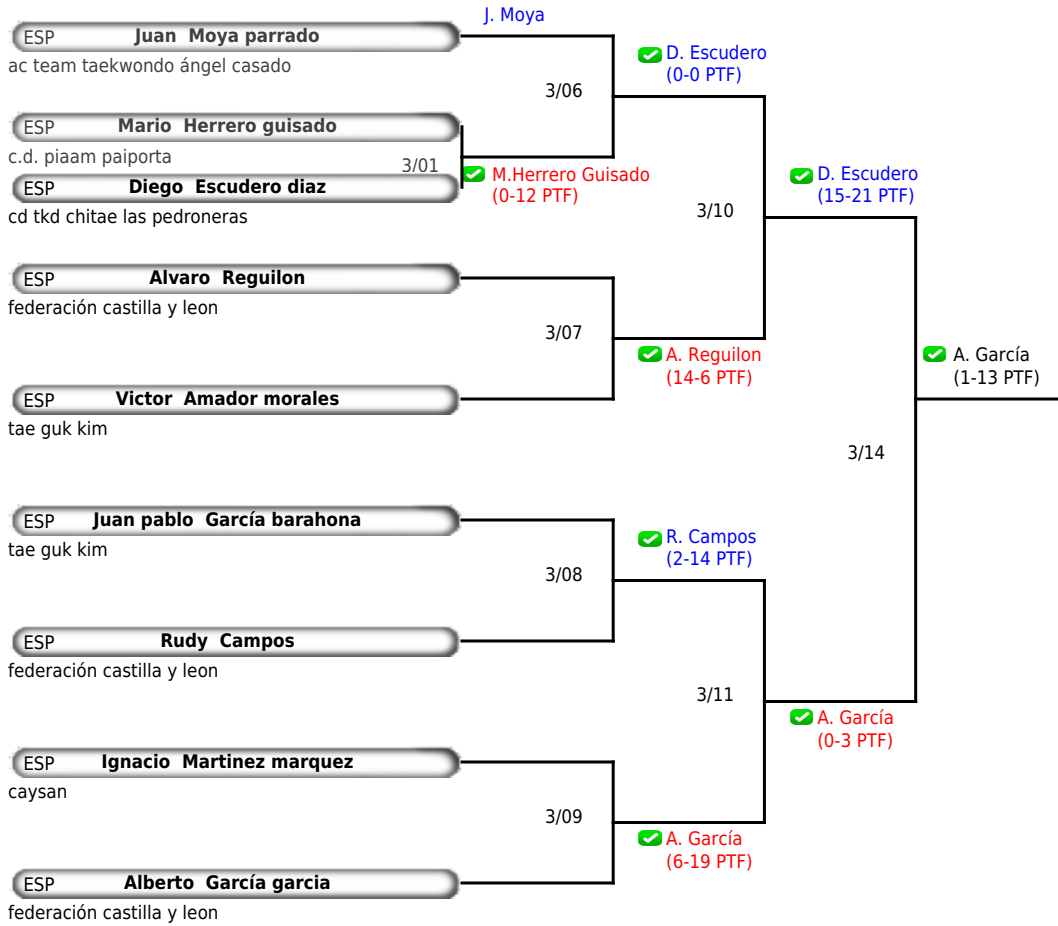 J. Moya
ESP Juan Moya parrado
ac team taekwondo ángel casado
D. Escudero
(0-0 PTF)
3/06
ESP Mario Herrero guisado
c.d. piaam paiporta
3/01
M.Herrero Guisado
(0-12 PTF)
ESP Diego Escudero diaz
cd tkd chitae las pedroneras
D. Escudero
(15-21 PTF)
3/10
ESP Alvaro Reguilon
federación castilla y leon
3/07
A. Reguilon
(14-6 PTF)
A. García
(1-13 PTF)
ESP Victor Amador morales
tae guk kim
3/14
ESP Juan pablo García barahona
tae guk kim
R. Campos
(2-14 PTF)
3/08
ESP Rudy Campos
federación castilla y leon
3/11
A. García
(0-3 PTF)
ESP Ignacio Martinez marquez
caysan
3/09
A. García
(6-19 PTF)
ESP Alberto García garcia
federación castilla y leon